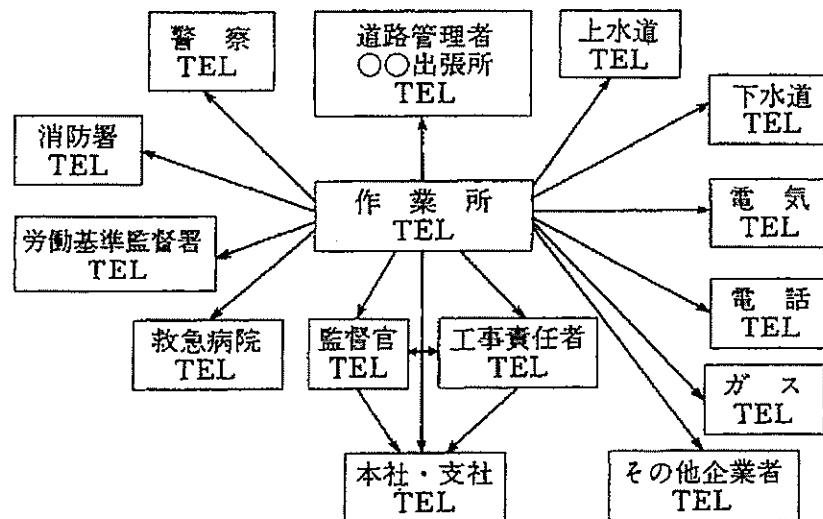 警察
TEL
道路管理者
○○出張所
TEL
上水道
TEL
下水道
TEL
消防署
TEL
作業所
TEL
電気
TEL
労働基準監督署
TEL
電話
TEL
救急病院
TEL
監督官
TEL
工事責任者
TEL
ガス
TEL
本社・支社
TEL
その他企業者
TEL